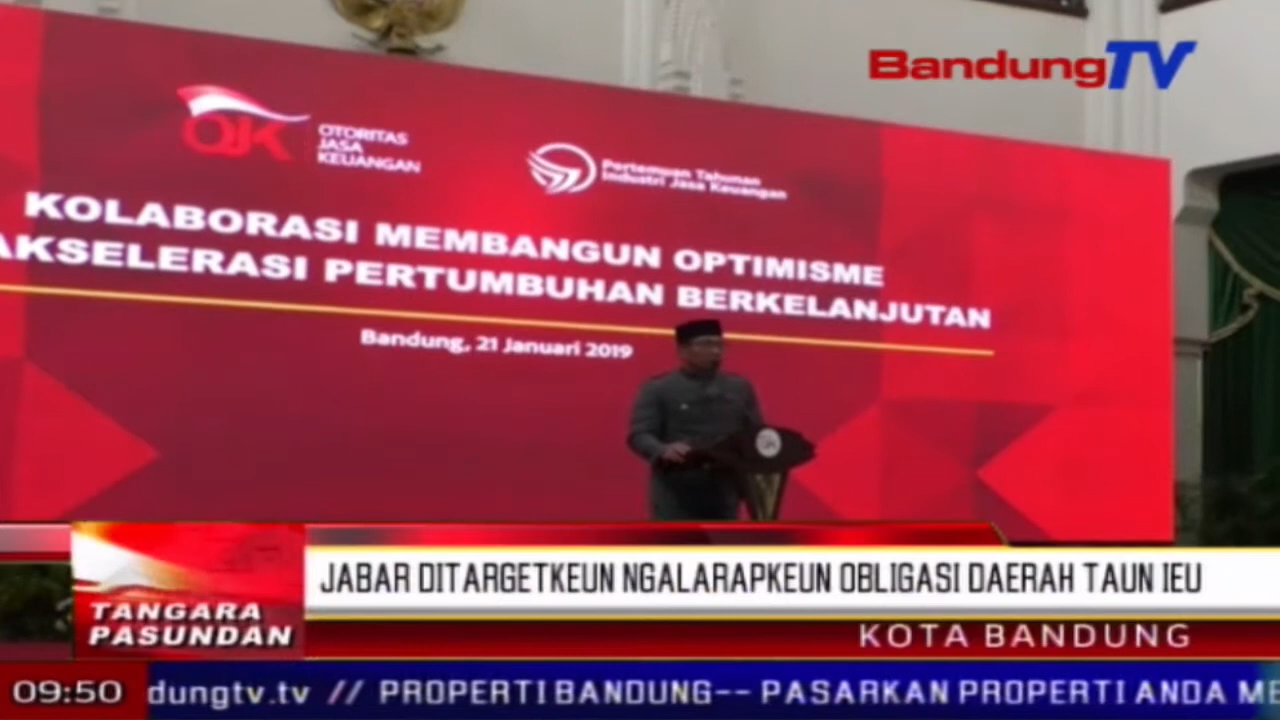 BandungTV
OJK
OTORITAS
JASA
KEUANGAN
Pertemuan Tahunan
Industri Jasa Keuangan
KOLABORASI MEMBANGUN OPTIMISME
AKSELERASI PERTUMBUHAN BERKELANJUTAN
Bandung, 21 Januari 2019
TANGARA
PASUNDAN
JABAR DITARGETKEUN NGALARAPKEUN OBLIGASI DAERAH TAUN IEU
KOTA BANDUNG
09:50 dungtv.tv // PROPERTI BANDUNG-- PASARKAN PROPERTI ANDA ME